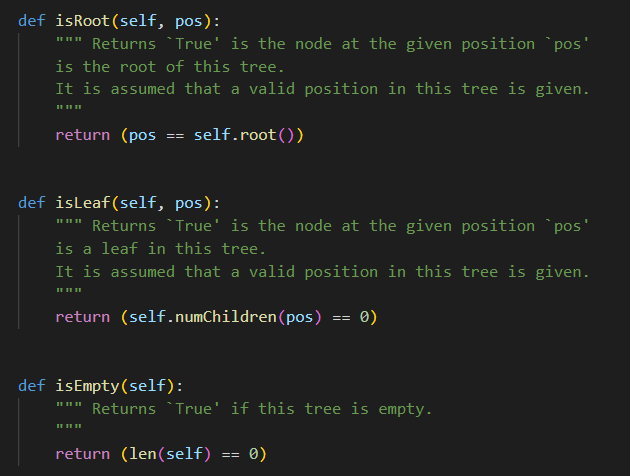 def isRoot(self, pos):
    """ Returns `True' is the node at the given position `pos'
    is the root of this tree.
    It is assumed that a valid position in this tree is given.
    """
    return (pos == self.root())
def isLeaf(self, pos):
    """ Returns `True' is the node at the given position `pos'
    is a leaf in this tree.
    It is assumed that a valid position in this tree is given.
    """
    return (self.numChildren(pos) == 0)
def isEmpty(self):
    """ Returns `True' if this tree is empty.
    """
    return (len(self) == 0)